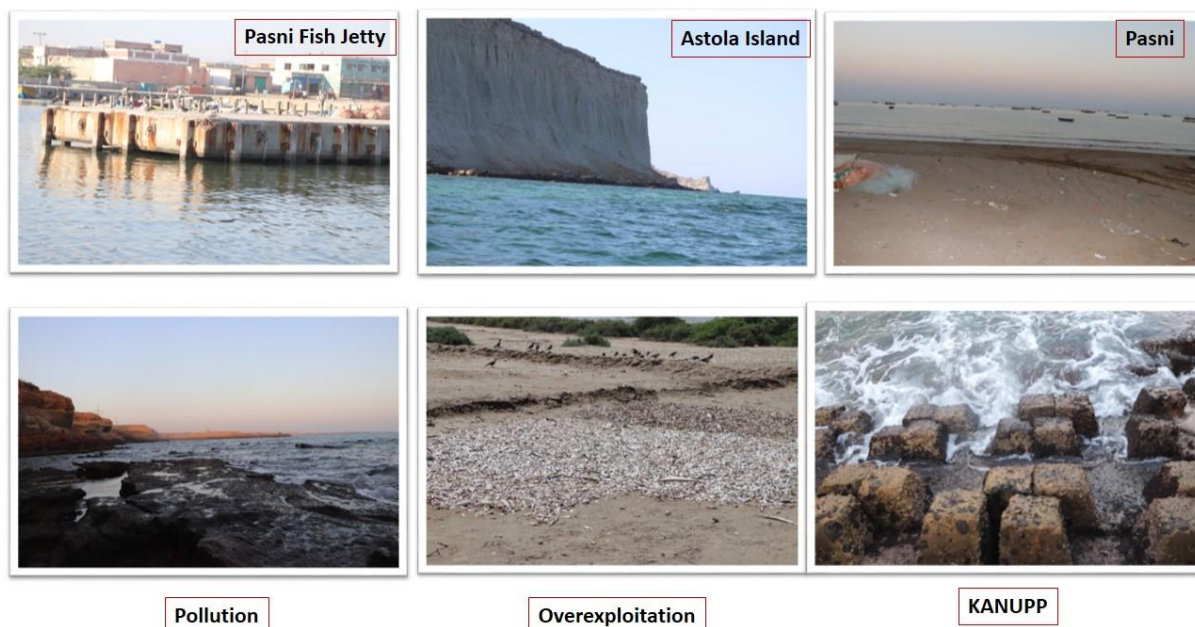 Pasni Fish Jetty
Astola Island
Pasni
Pollution
Overexploitation
KANUPP